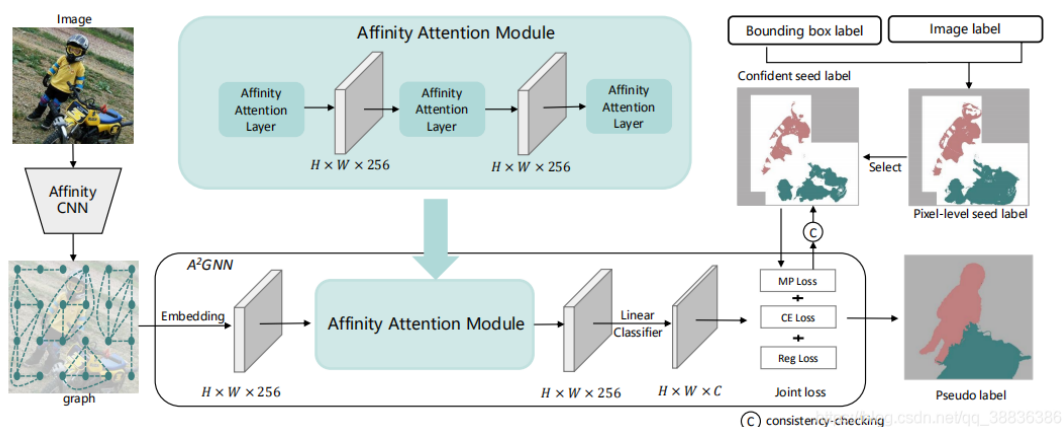 Image
Affinity Attention Module
Affinity
Attention
Layer
H × W × 256
Affinity
Attention
Layer
H × W × 256
Affinity
Attention
Layer
Bounding box label
Image label
Confident seed label
Select
Pixel-level seed label
Affinity
CNN
C
graph
A²GNN
Embedding
H × W × 256
Affinity Attention Module
H × W × 256
Linear
Classifier
H × W × C
MP Loss
+
CE Loss
+
Reg Loss
Joint loss
Pseudo label
C consistency-checking
https://blog.csdn.net/qq_38836386